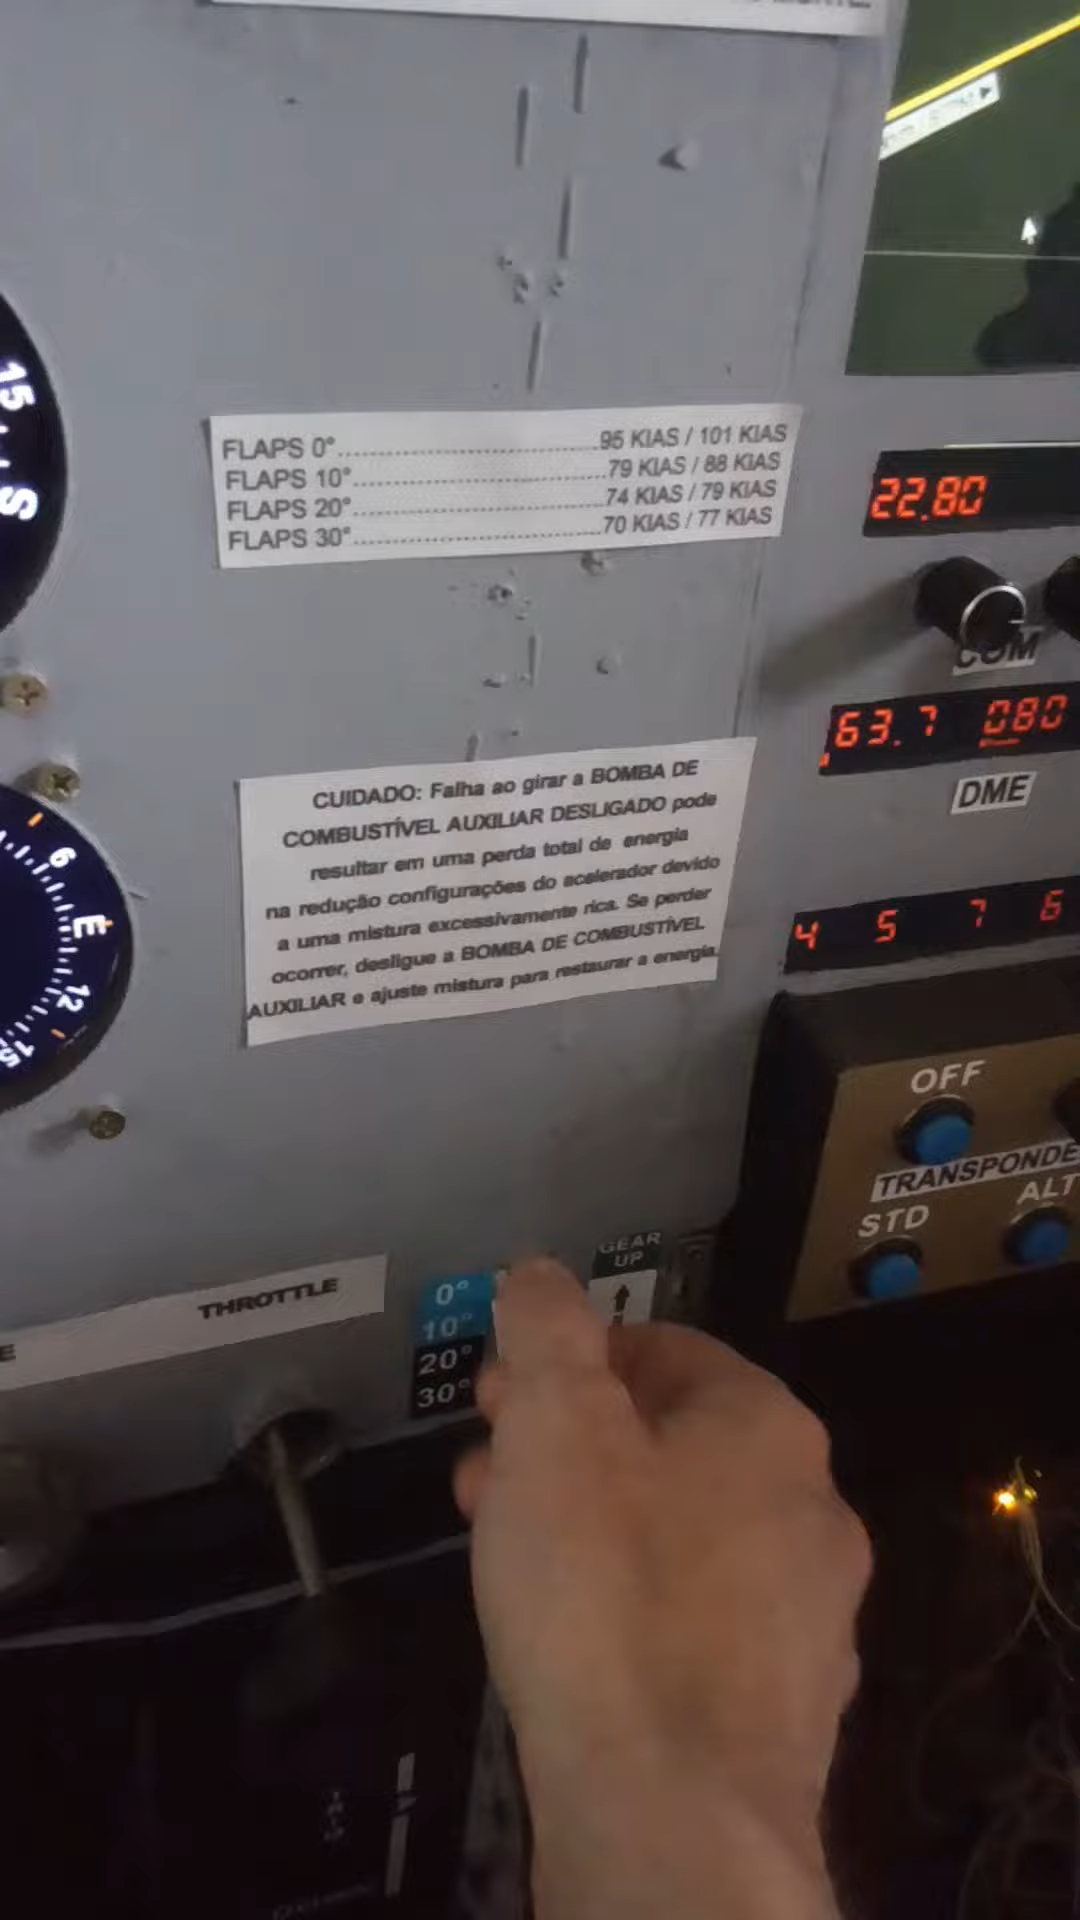 15
S
FLAPS 0°..............................95 KIAS / 101 KIAS
FLAPS 10°.............................79 KIAS / 88 KIAS
FLAPS 20°.............................74 KIAS / 79 KIAS
FLAPS 30°.............................70 KIAS / 77 KIAS
22.80
COM
63.7 080
DME
CUIDADO: Falha ao girar a BOMBA DE
COMBUSTÍVEL AUXILIAR DESLIGADO pode
resultar em uma perda total de energia
na redução configurações do acelerador devido
a uma mistura excessivamente rica. Se perder
ocorrer, desligue a BOMBA DE COMBUSTÍVEL
AUXILIAR e ajuste mistura para restaurar a energia.
6
E
12
15
4 5 7 6
OFF
TRANSPONDE
STD
ALT
E
THROTTLE
0°
10°
20°
30°
GEAR
UP